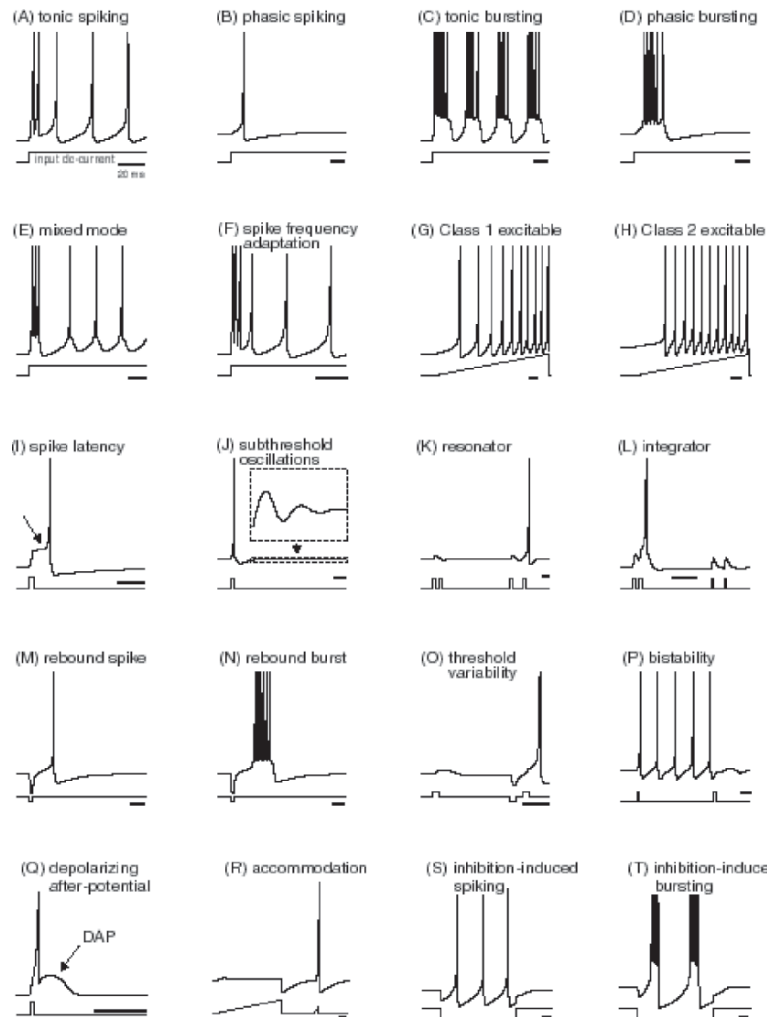 (A) tonic spiking
(B) phasic spiking
(C) tonic bursting
(D) phasic bursting
input dc-current
20 ms
(E) mixed mode
(F) spike frequency
adaptation
(G) Class 1 excitable
(H) Class 2 excitable
(I) spike latency
(J) subthreshold
oscillations
(K) resonator
(L) integrator
(M) rebound spike
(N) rebound burst
(O) threshold
variability
(P) bistability
(Q) depolarizing
after-potential
DAP
(R) accommodation
(S) inhibition-induced
spiking
(T) inhibition-induce
bursting